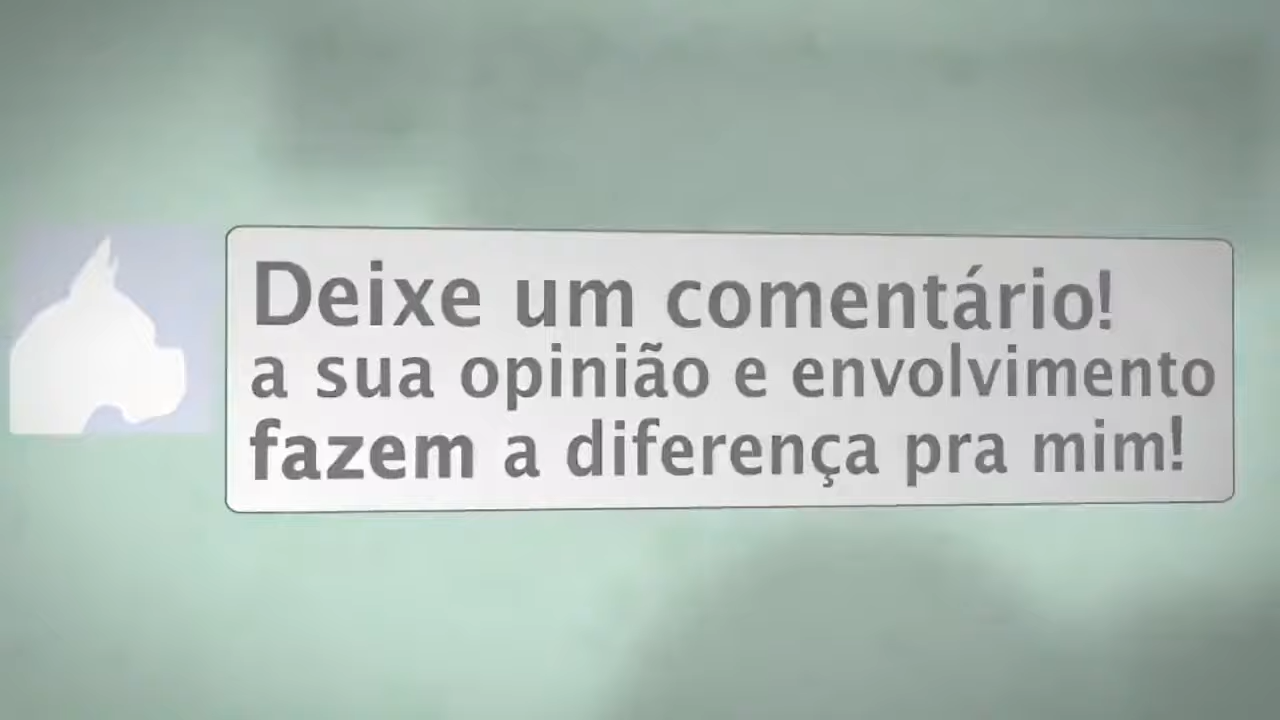 Deixe um comentário!
a sua opinião e envolvimento
fazem a diferença pra mim!